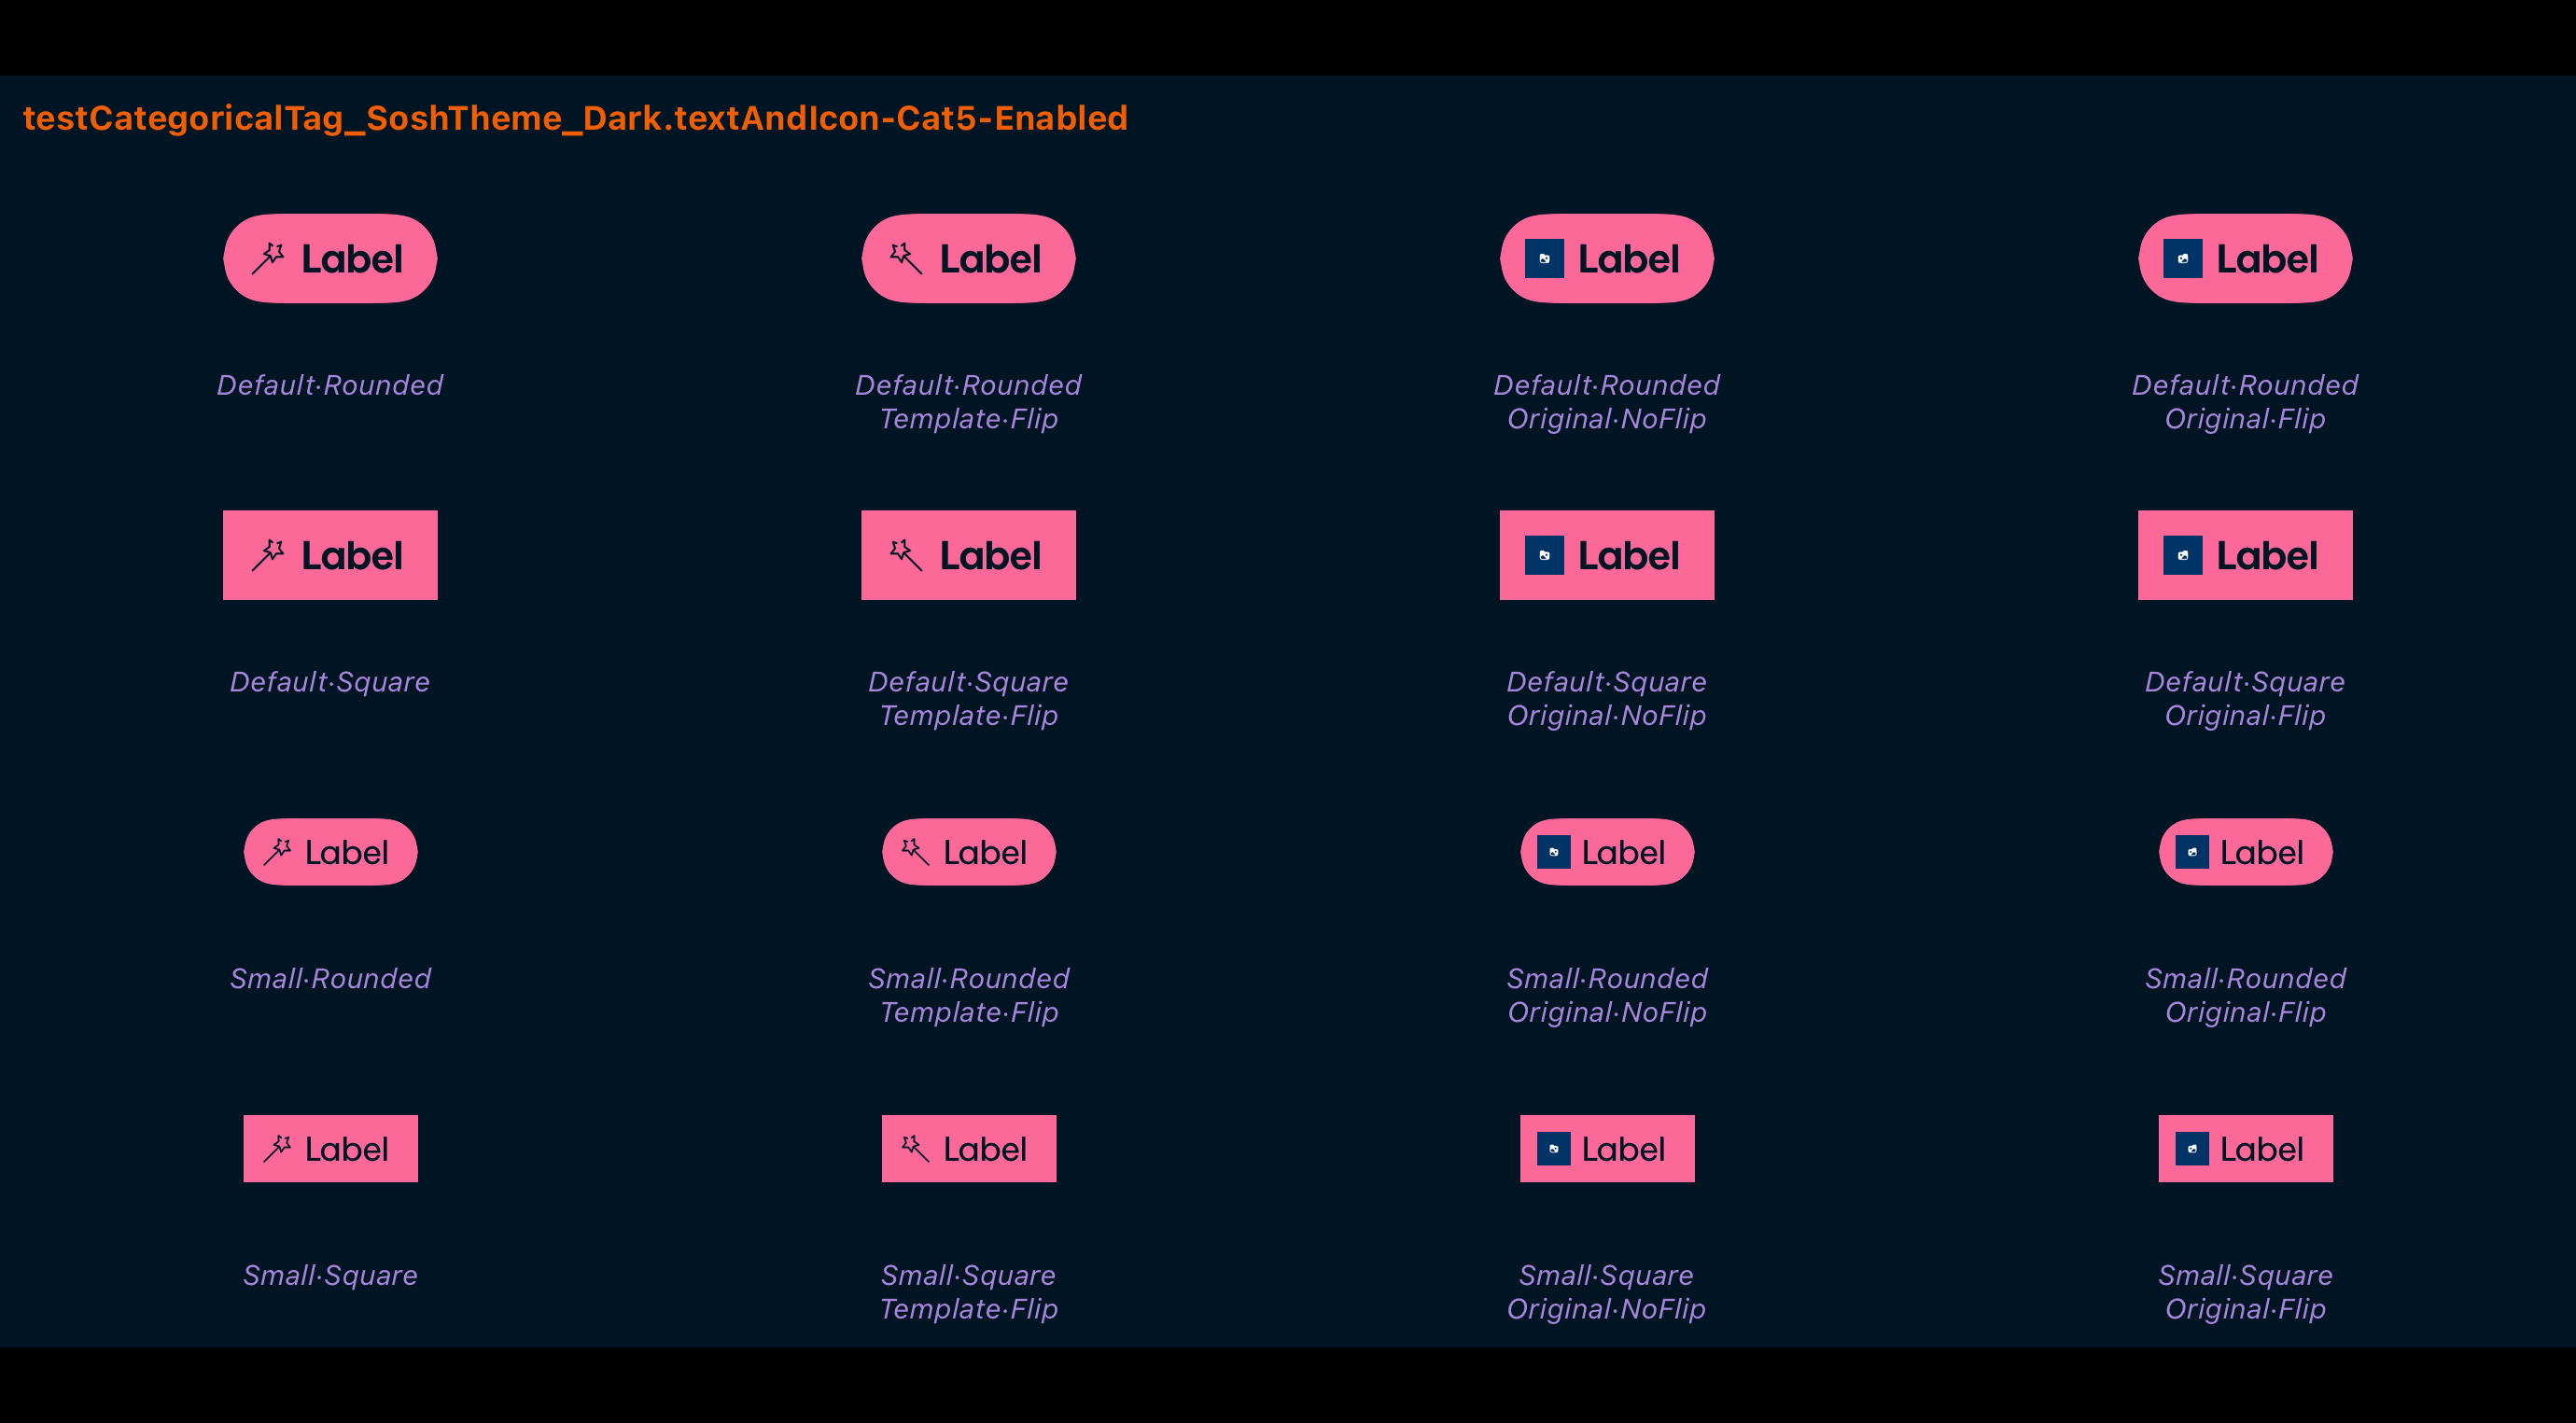 testCategoricalTag_SoshTheme_Dark.textAndIcon-Cat5-Enabled
Label Label Label Label
Default·Rounded Default·Rounded Default·Rounded Default·Rounded
Template·Flip Original·NoFlip Original·Flip
Label Label Label Label
Default·Square Default·Square Default·Square Default·Square
Template·Flip Original·NoFlip Original·Flip
Label Label Label Label
Small·Rounded Small·Rounded Small·Rounded Small·Rounded
Template·Flip Original·NoFlip Original·Flip
Label Label Label Label
Small·Square Small·Square Small·Square Small·Square
Template·Flip Original·NoFlip Original·Flip